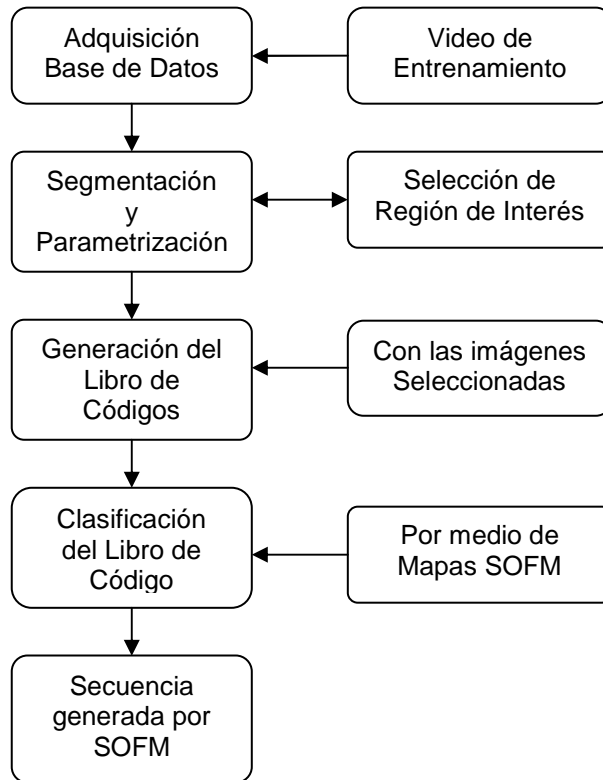 Adquisición
Base de Datos
Video de
Entrenamiento
Segmentación
y
Parametrización
Selección de
Región de Interés
Generación del
Libro de
Códigos
Con las imágenes
Seleccionadas
Clasificación
del Libro de
Código
Por medio de
Mapas SOFM
Secuencia
generada por
SOFM